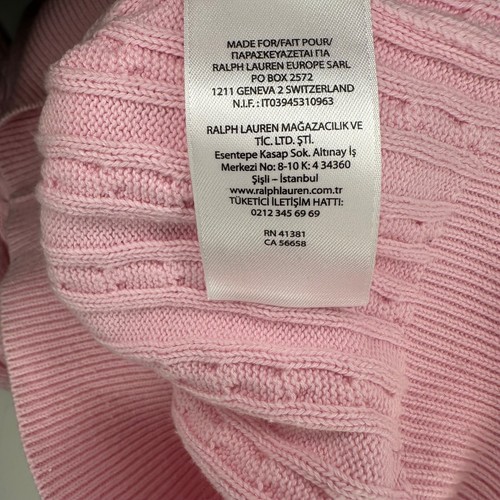 MADE FOR/FAIT POUR/
ΠΑΡΑΣΚΕΥΑΖΕΤΑΙ ΓΙΑ
RALPH LAUREN EUROPE SARL
PO BOX 2572
1211 GENEVA 2 SWITZERLAND
N.I.F. : IT03945310963
RALPH LAUREN MAĞAZACILIK VE
TİC. LTD. ŞTİ.
Esentepe Kasap Sok. Altınay İş
Merkezi No: 8-10 K: 4 34360
Şişli – İstanbul
www.ralphlauren.com.tr
TÜKETİCİ İLETİŞİM HATTI:
0212 345 69 69
RN 41381
CA 56658